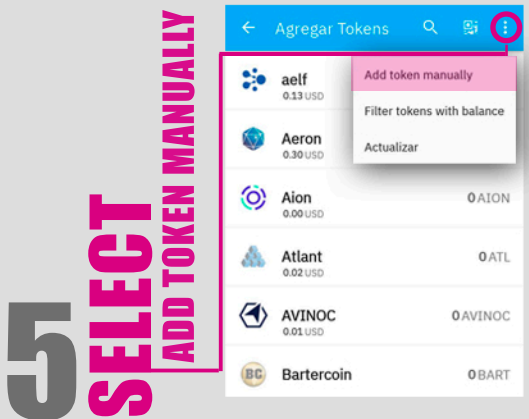 5
SELECT
ADD TOKEN MANUALLY
Agregar Tokens
Add token manually
Filter tokens with balance
Actualizar
aelf
0.13 USD
Aeron
0.30 USD
Aion
0.00 USD
0 AION
Atlant
0.02 USD
0 ATL
AVINOC
0.01 USD
0 AVINOC
BC
Bartercoin
0 BART